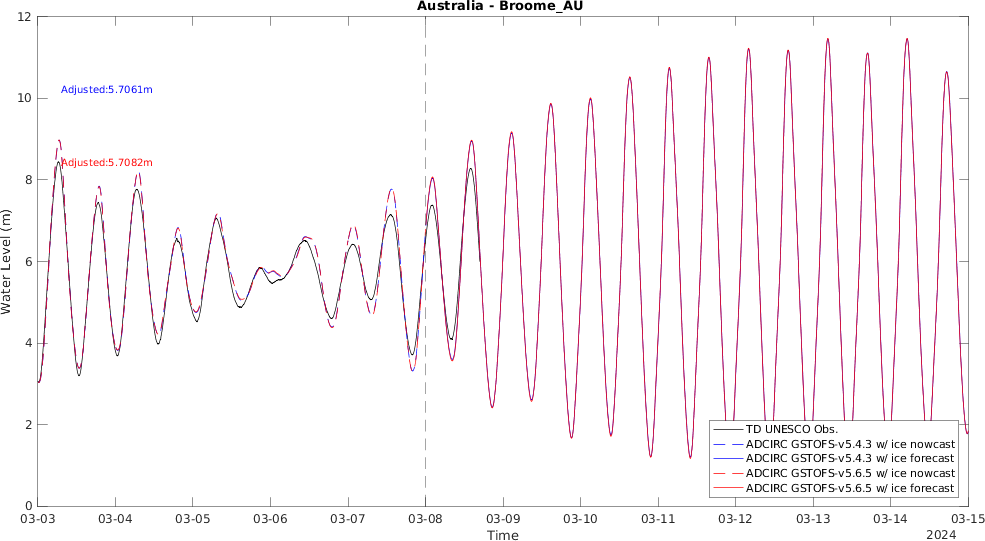 Australia - Broome_AU
12
Adjusted:5.7061m
10
Adjusted:5.7082m
8
6
4
2
0
Water Level (m)
TD UNESCO Obs.
ADCIRC GSTOFS-v5.4.3 w/ ice nowcast
ADCIRC GSTOFS-v5.4.3 w/ ice forecast
ADCIRC GSTOFS-v5.6.5 w/ ice nowcast
ADCIRC GSTOFS-v5.6.5 w/ ice forecast
03-03 03-04 03-05 03-06 03-07 03-08 03-09 03-10 03-11 03-12 03-13 03-14 03-15
Time
2024